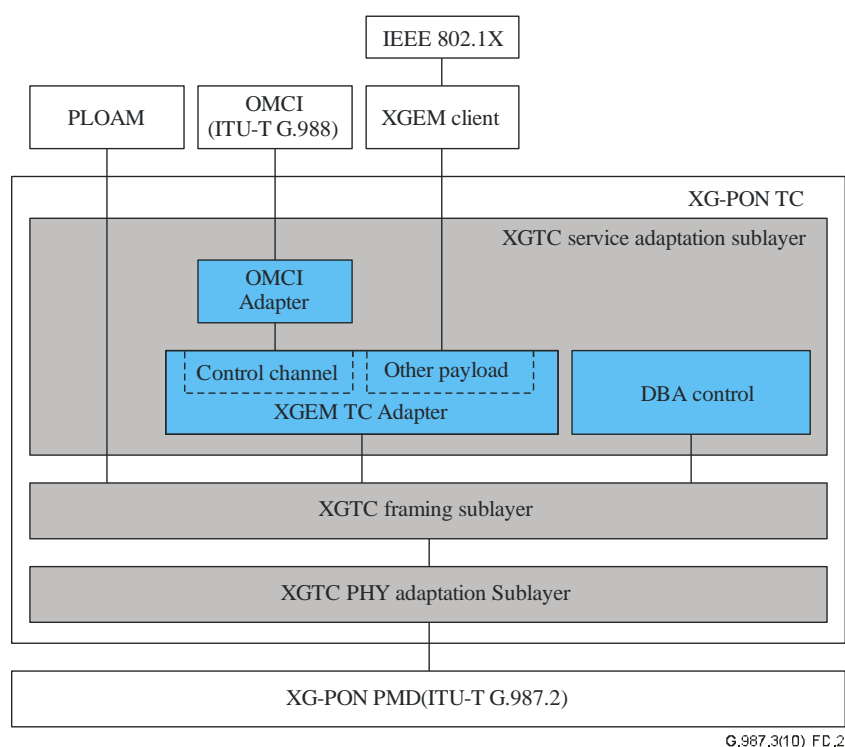 IEEE 802.1X
PLOAM
OMCI
(ITU-T G.988)
XGEM client
XG-PON TC
XGTC service adaptation sublayer
OMCI
Adapter
Control channel
Other payload
XGEM TC Adapter
DBA control
XGTC framing sublayer
XGTC PHY adaptation Sublayer
XG-PON PMD(ITU-T G.987.2)
G.987.3(10)_FC.2